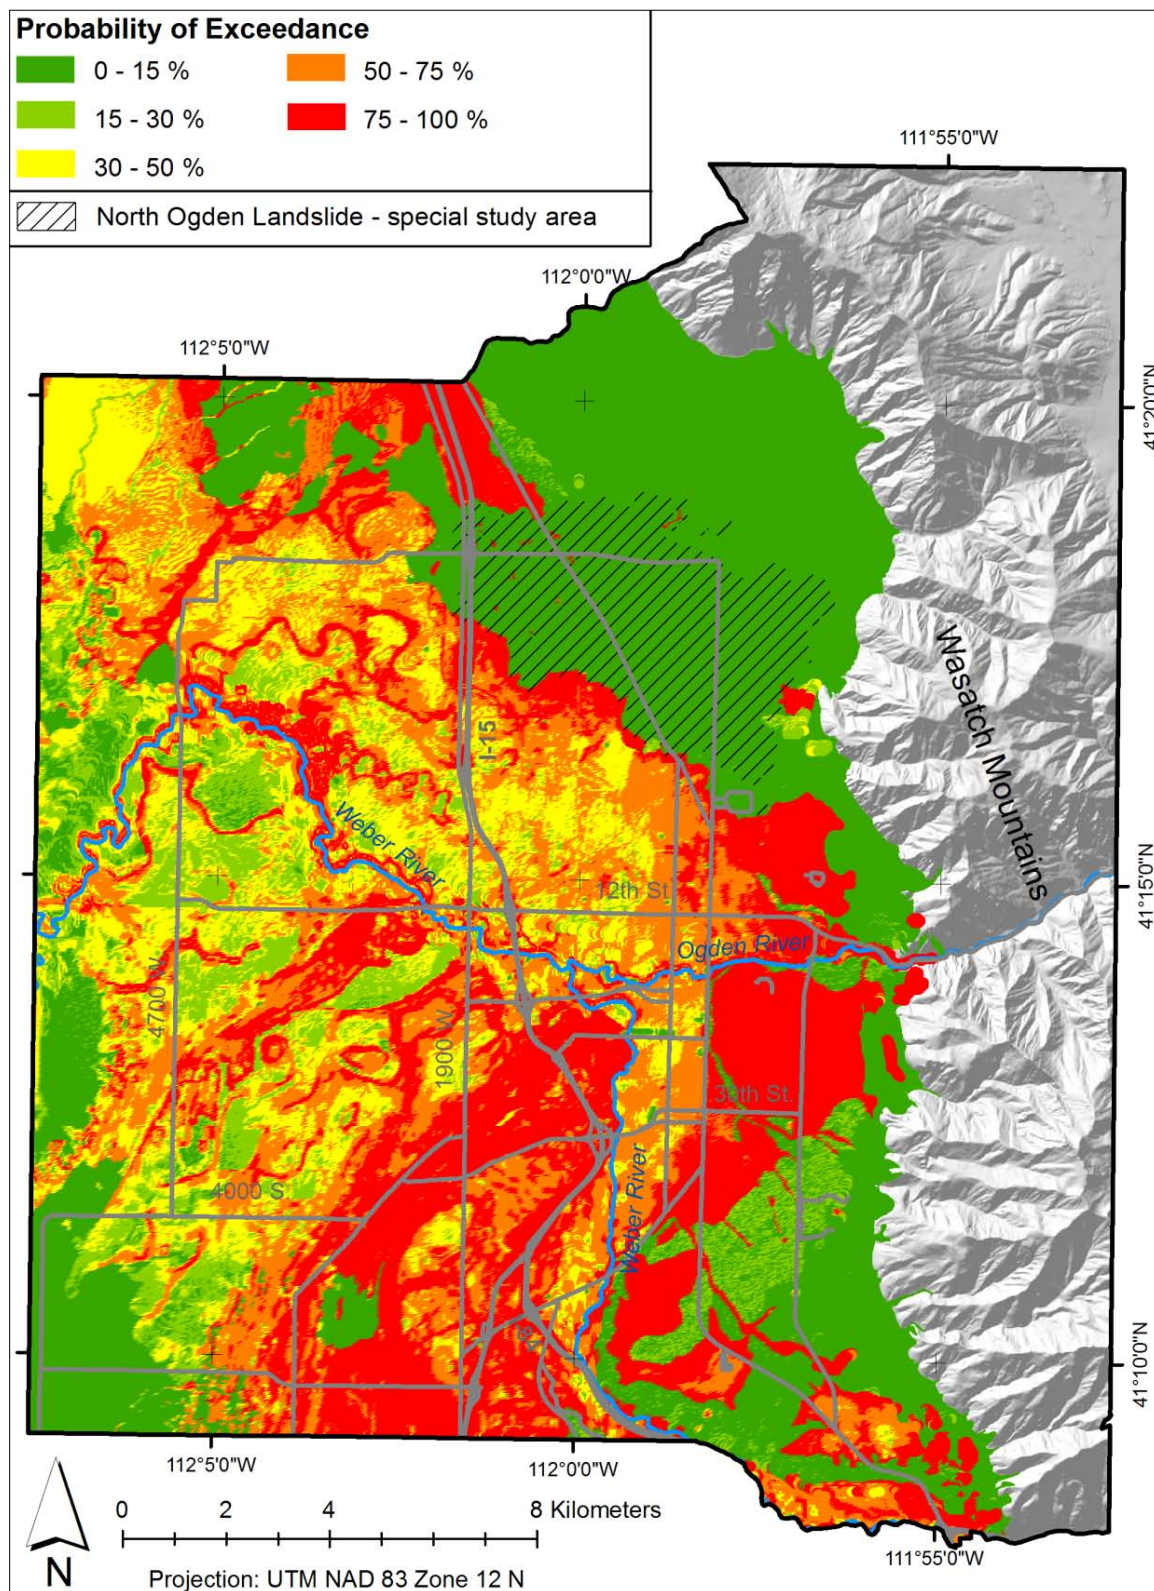 Probability of Exceedance
0 - 15 %
50 - 75 %
15 - 30 %
75 - 100 %
30 - 50 %
North Ogden Landslide - special study area
111°55'0"W
112°0'0"W
112°5'0"W
41°20'0"N
Wasatch Mountains
I-15
Weber River
41°15'0"N
12th St.
Ogden River
4700 W
1900 W
36th St.
4000 S
Weber River
I-84
41°10'0"N
112°5'0"W
112°0'0"W
111°55'0"W
0 2 4 8 Kilometers
N
Projection: UTM NAD 83 Zone 12 N